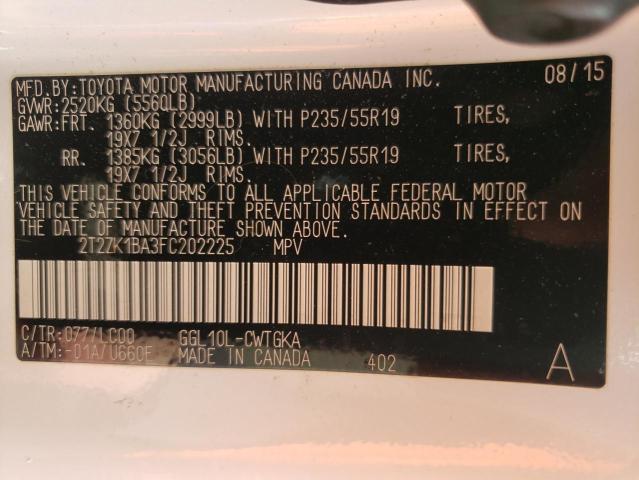 MFD.BY:TOYOTA MOTOR MANUFACTURING CANADA INC. 08/15
GVWR:2520KG (5560LB)
GAWR:FRT. 1360KG (2999LB) WITH P235/55R19 TIRES,
19X7 1/2J RIMS.
RR. 1385KG (3056LB) WITH P235/55R19 TIRES,
19X7 1/2J RIMS.
THIS VEHICLE CONFORMS TO ALL APPLICABLE FEDERAL MOTOR
VEHICLE SAFETY AND THEFT PREVENTION STANDARDS IN EFFECT ON
THE DATE OF MANUFACTURE SHOWN ABOVE.
2T2ZK1BA3FC202225 MPV
C/TR:077/LC00 GGL10L-CWTGKA
A/TM:-01A/U660E MADE IN CANADA 402 A